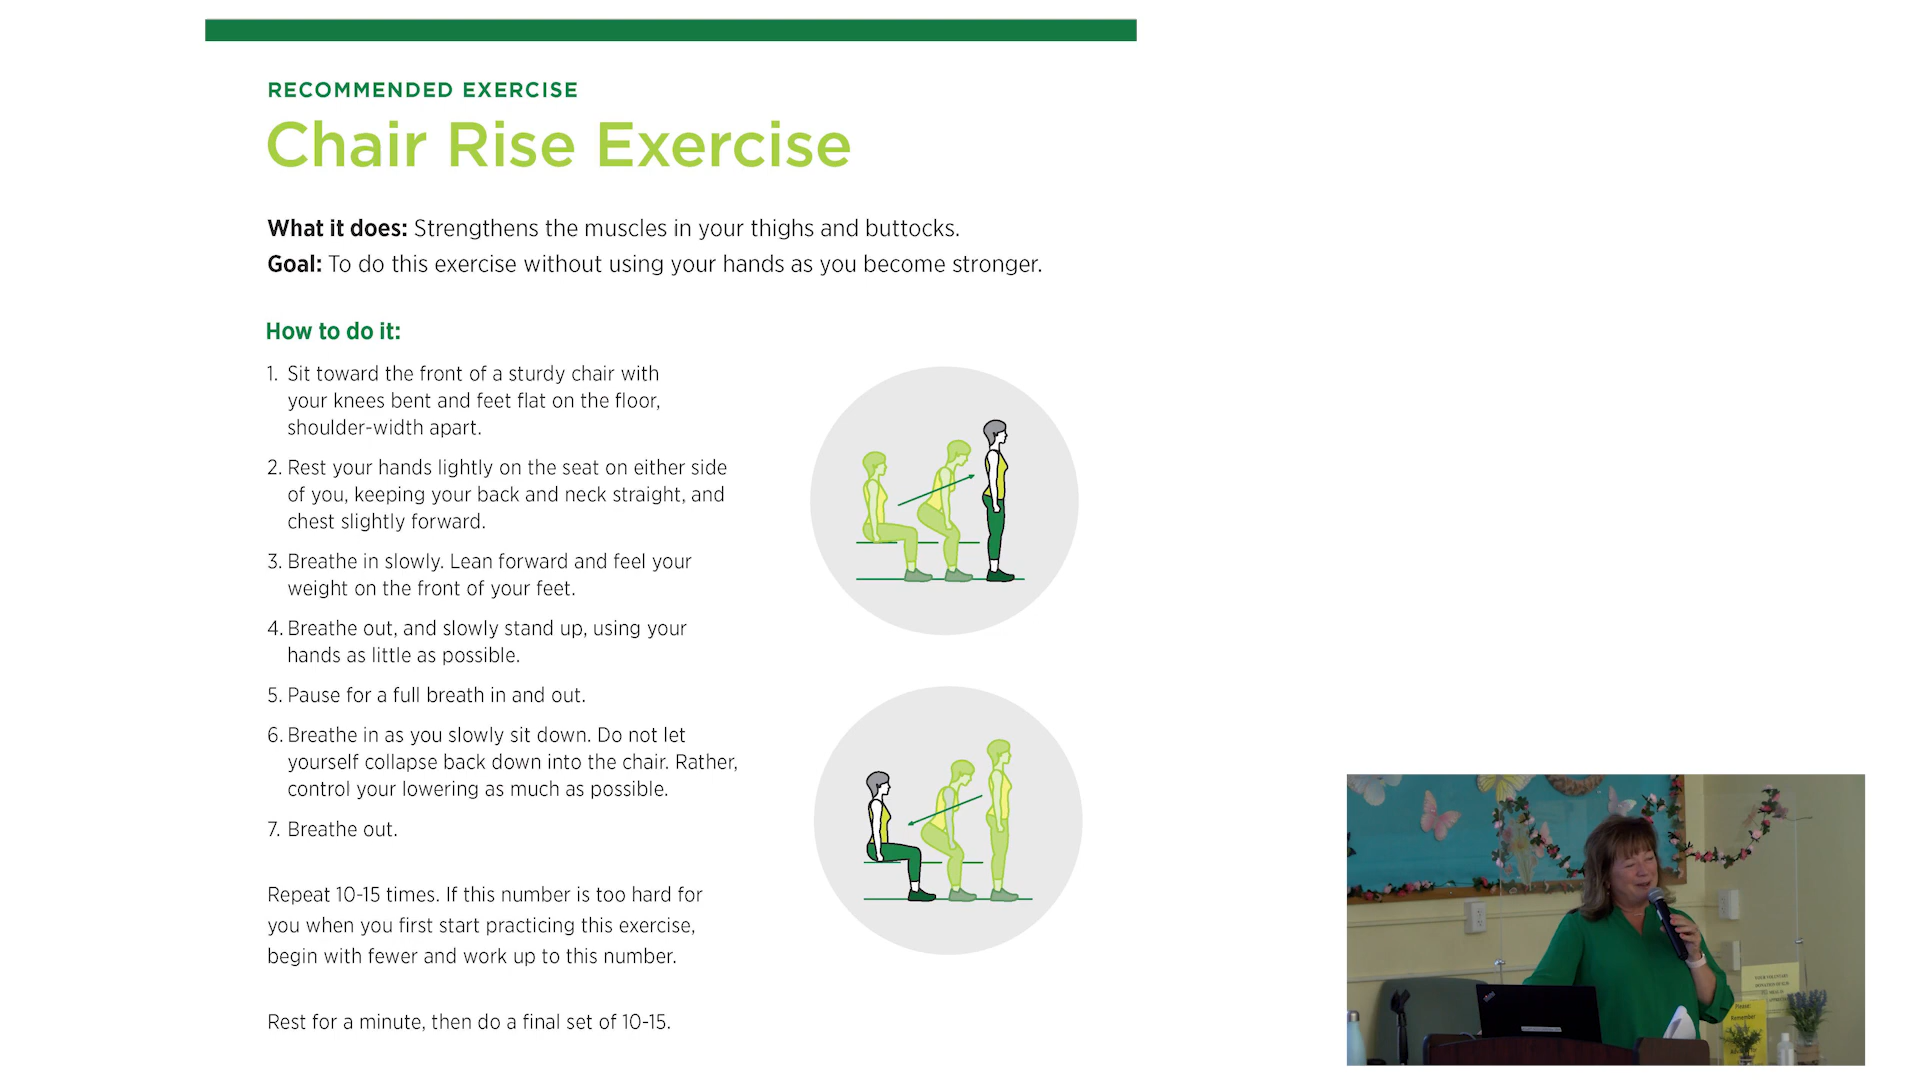 RECOMMENDED EXERCISE
Chair Rise Exercise
What it does: Strengthens the muscles in your thighs and buttocks.
Goal: To do this exercise without using your hands as you become stronger.
How to do it:
1. Sit toward the front of a sturdy chair with
your knees bent and feet flat on the floor,
shoulder-width apart.
2. Rest your hands lightly on the seat on either side
of you, keeping your back and neck straight, and
chest slightly forward.
3. Breathe in slowly. Lean forward and feel your
weight on the front of your feet.
4. Breathe out, and slowly stand up, using your
hands as little as possible.
5. Pause for a full breath in and out.
6. Breathe in as you slowly sit down. Do not let
yourself collapse back down into the chair. Rather,
control your lowering as much as possible.
7. Breathe out.
Repeat 10-15 times. If this number is too hard for
you when you first start practicing this exercise,
begin with fewer and work up to this number.
Rest for a minute, then do a final set of 10-15.
Please
Remember